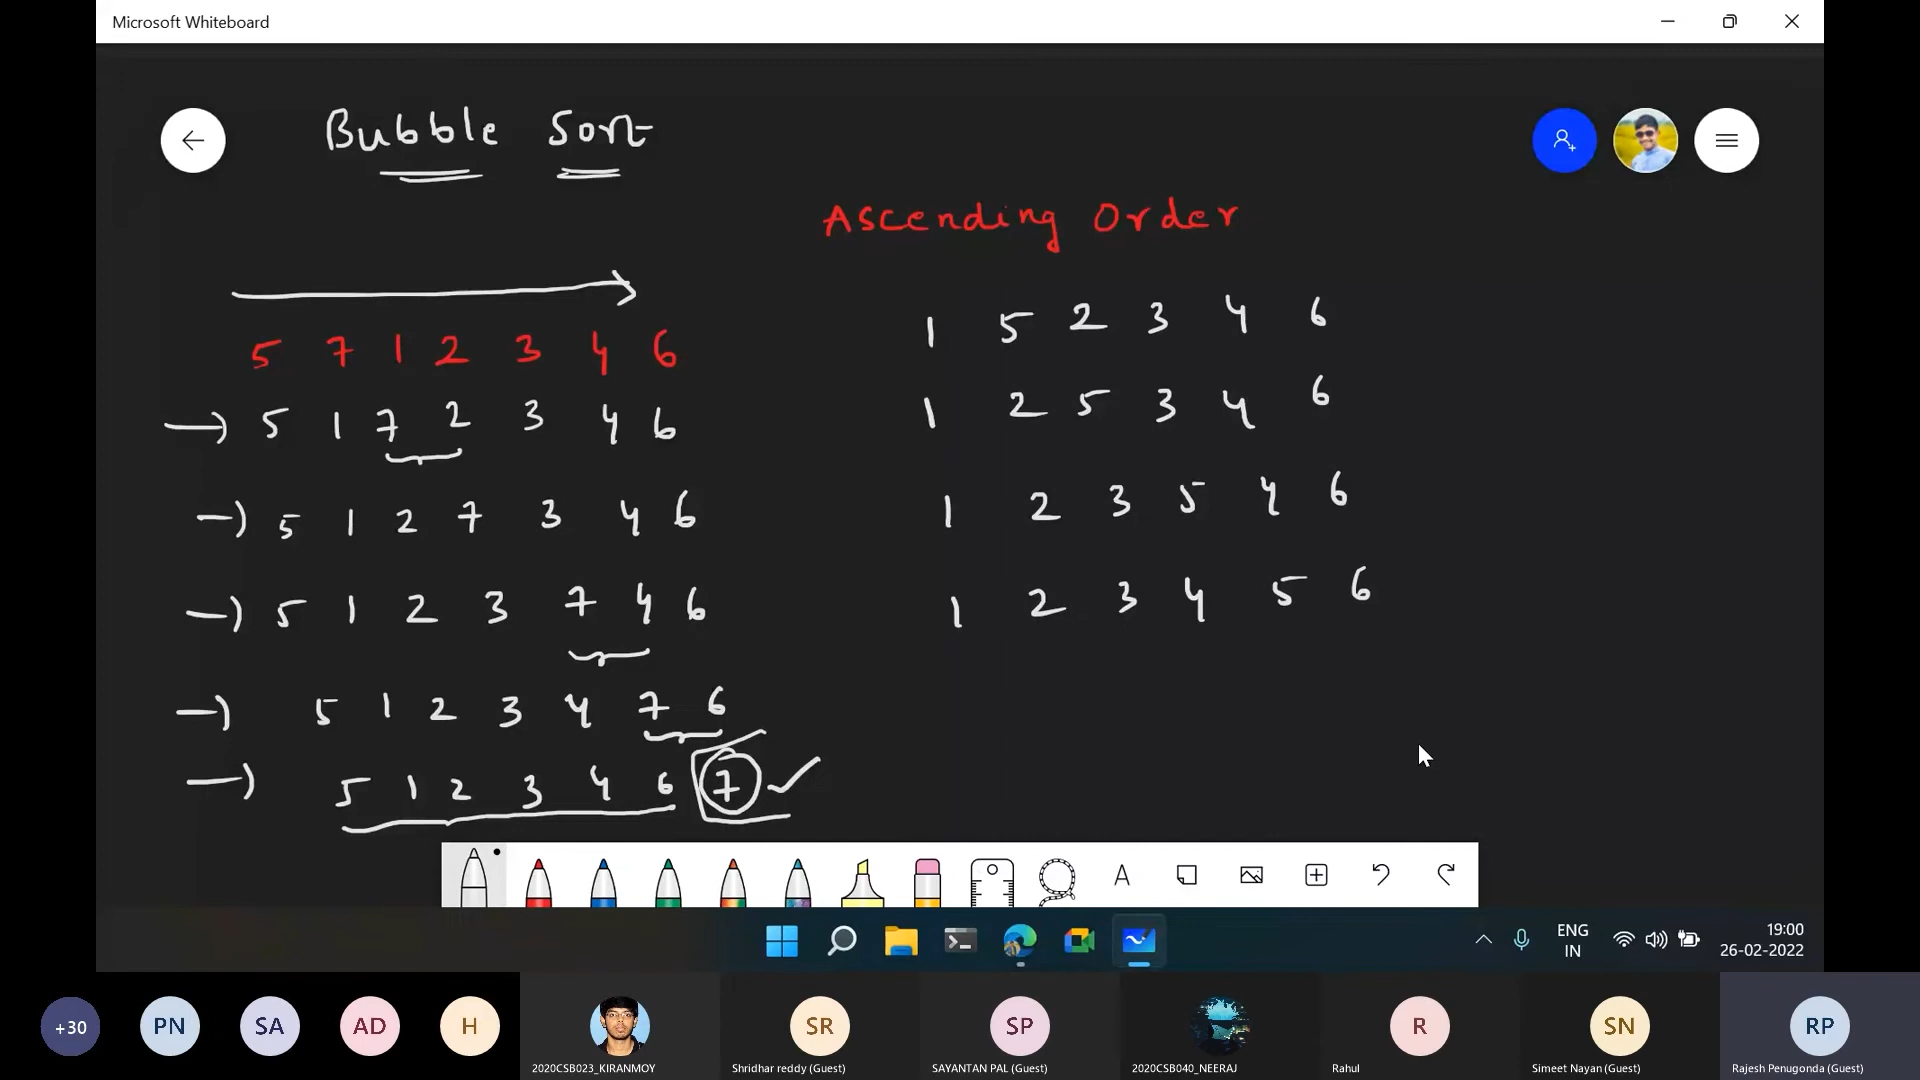 Microsoft Whiteboard
Bubble Sort
Ascending Order
5 7 1 2 3 4 6
→ 5 1 7 2 3 4 6
→ 5 1 2 7 3 4 6
→ 5 1 2 3 7 4 6
→ 5 1 2 3 4 7 6
→ 5 1 2 3 4 6 7 ✓
1 5 2 3 4 6
1 2 5 3 4 6
1 2 3 5 4 6
1 2 3 4 5 6
A
ENG
IN
19:00
26-02-2022
+30
PN
SA
AD
H
SR
SP
R
SN
RP
2020CSB023_KIRANMOY
Shridhar reddy (Guest)
SAYANTAN PAL (Guest)
2020CSB040_NEERAJ
Rahul
Simeet Nayan (Guest)
Rajesh Penugonda (Guest)